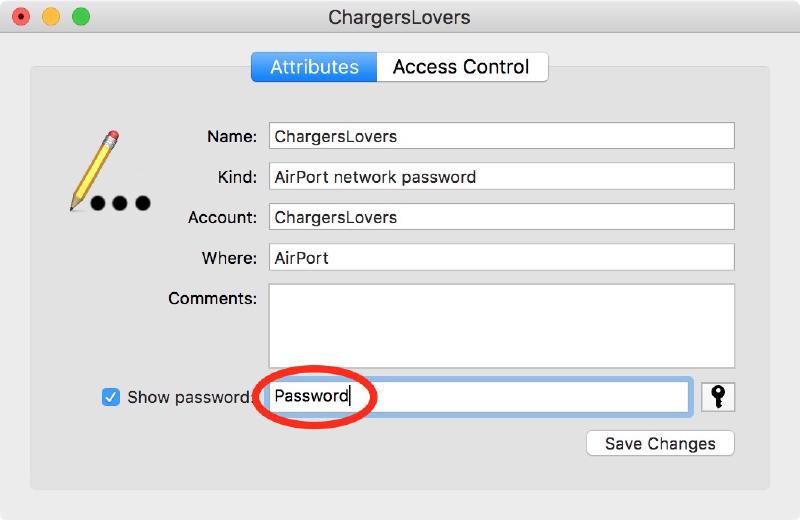 ChargersLovers
Attributes Access Control
Name: ChargersLovers
Kind: AirPort network password
Account: ChargersLovers
Where: AirPort
Comments:
Show password: Password
Save Changes